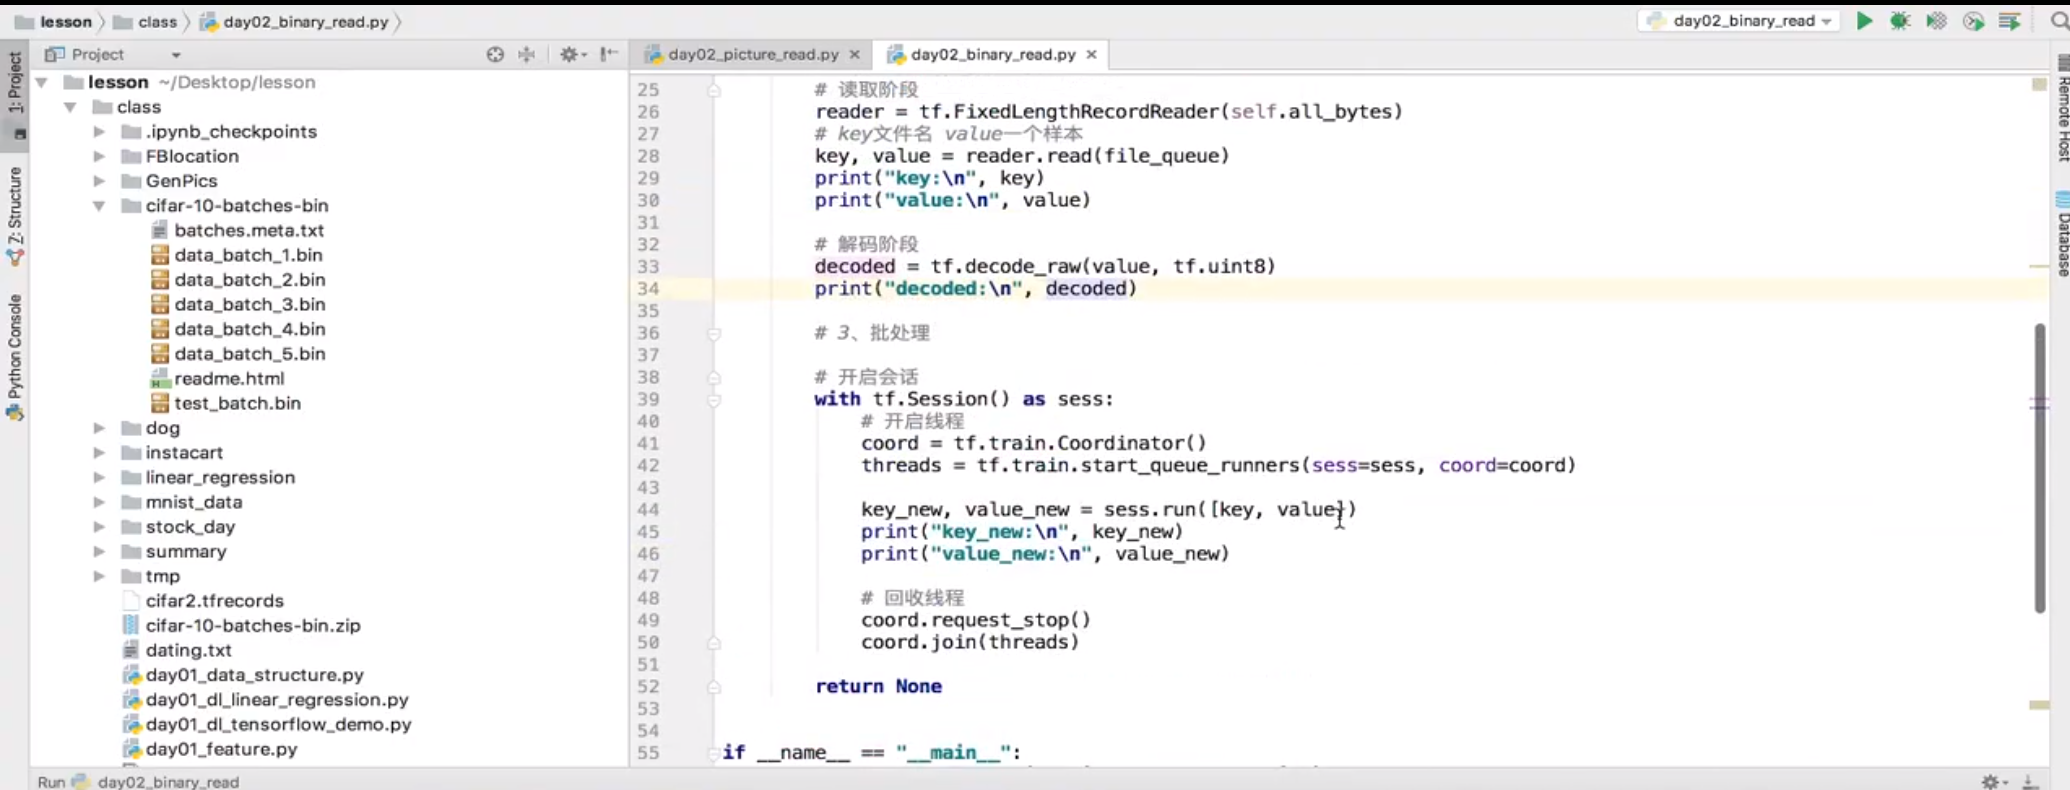 lesson class day02_binary_read.py
day02_binary_read
1: Project
Z: Structure
Python Console
Project
lesson ~/Desktop/lesson
class
.ipynb_checkpoints
FBlocation
GenPics
cifar-10-batches-bin
batches.meta.txt
data_batch_1.bin
data_batch_2.bin
data_batch_3.bin
data_batch_4.bin
data_batch_5.bin
readme.html
test_batch.bin
dog
instacart
linear_regression
mnist_data
stock_day
summary
tmp
cifar2.tfrecords
cifar-10-batches-bin.zip
dating.txt
day01_data_structure.py
day01_dl_linear_regression.py
day01_dl_tensorflow_demo.py
day01_feature.py
day02_picture_read.py day02_binary_read.py
25 # 读取阶段
26 reader = tf.FixedLengthRecordReader(self.all_bytes)
27 # key文件名 value一个样本
28 key, value = reader.read(file_queue)
29 print("key:\n", key)
30 print("value:\n", value)
31
32 # 解码阶段
33 decoded = tf.decode_raw(value, tf.uint8)
34 print("decoded:\n", decoded)
35
36 # 3、批处理
37
38 # 开启会话
39 with tf.Session() as sess:
40 # 开启线程
41 coord = tf.train.Coordinator()
42 threads = tf.train.start_queue_runners(sess=sess, coord=coord)
43
44 key_new, value_new = sess.run([key, value])
45 print("key_new:\n", key_new)
46 print("value_new:\n", value_new)
47
48 # 回收线程
49 coord.request_stop()
50 coord.join(threads)
51
52 return None
53
54
55 if __name__ == "__main__":
Remote Host
Database
Run day02_binary_read